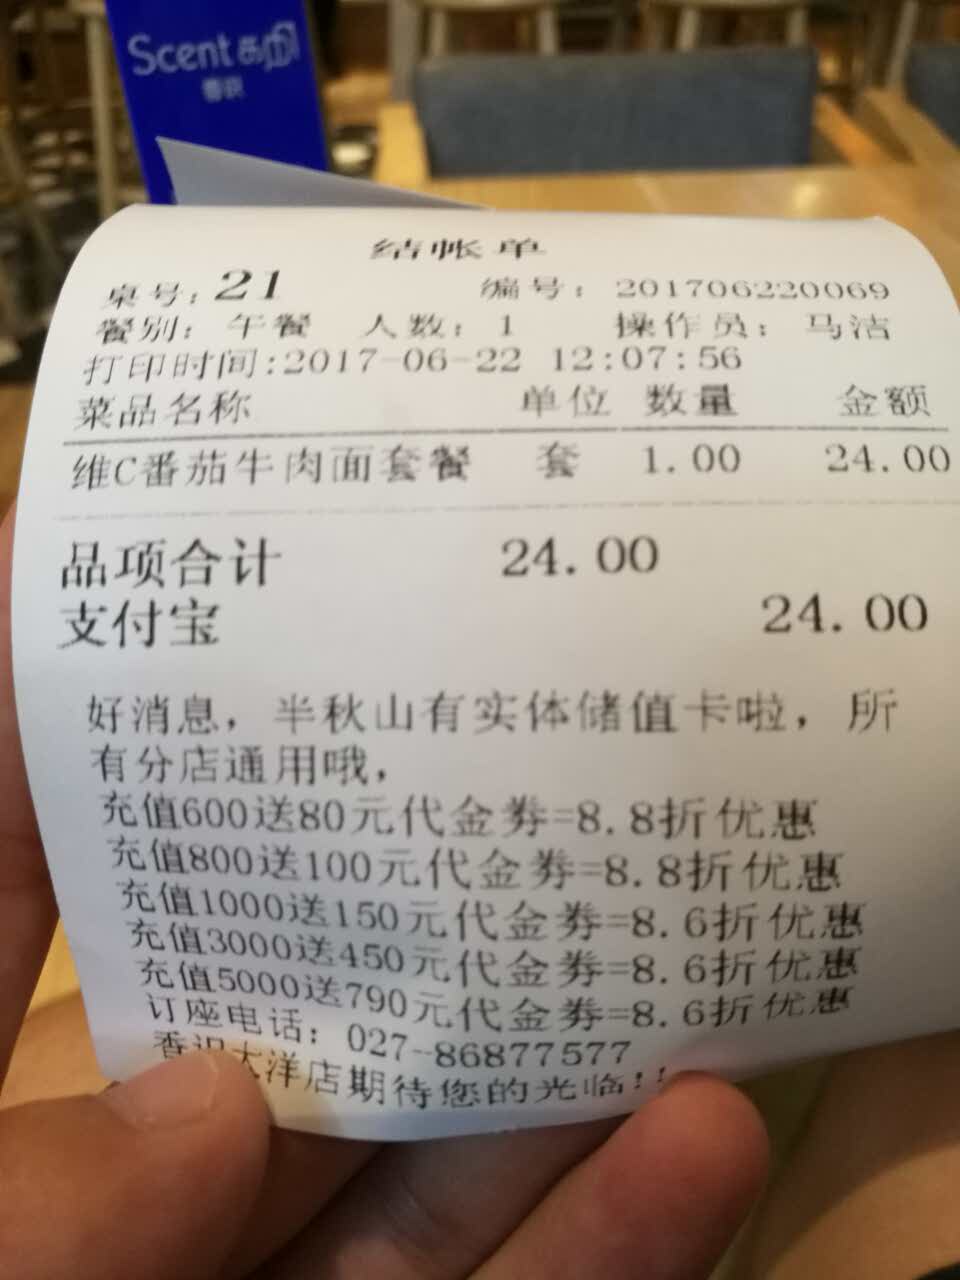 Scent
香识
结帐单
桌号：21 编号：201706220069
餐别：午餐 人数：1 操作员：马洁
打印时间:2017-06-22 12:07:56
菜品名称 单位 数量 金额
维C番茄牛肉面套餐 套 1.00 24.00
品项合计 24.00
支付宝 24.00
好消息，半秋山有实体储值卡啦，所
有分店通用哦，
充值600送80元代金券=8.8折优惠
充值800送100元代金券=8.8折优惠
充值1000送150元代金券=8.6折优惠
充值3000送450元代金券=8.6折优惠
充值5000送790元代金券=8.6折优惠
订座电话：027-86877577
香识大洋店期待您的光临!!